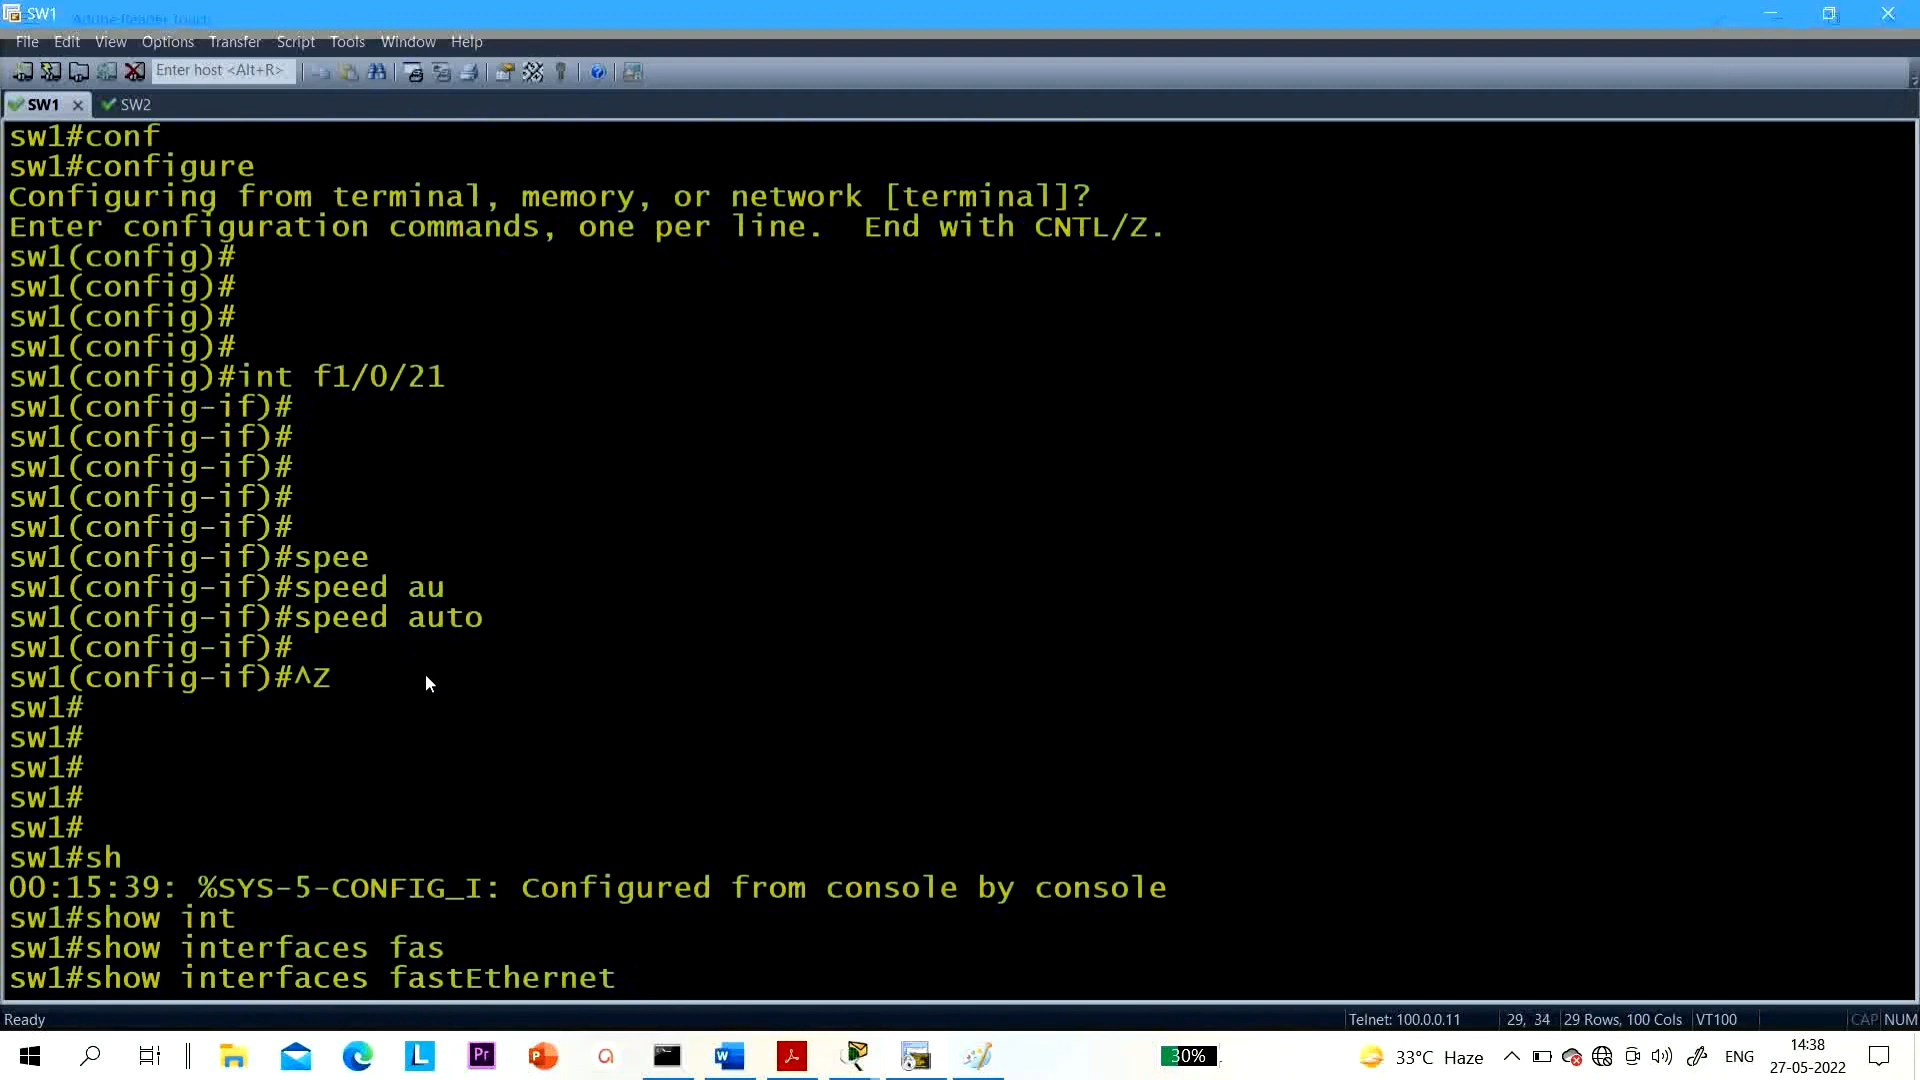 SW1
Adobe Reader Touch
File Edit View Options Transfer Script Tools Window Help
Enter host <Alt+R>
SW1 SW2
sw1#conf
sw1#configure
Configuring from terminal, memory, or network [terminal]?
Enter configuration commands, one per line.  End with CNTL/Z.
sw1(config)#
sw1(config)#
sw1(config)#
sw1(config)#
sw1(config)#int f1/0/21
sw1(config-if)#
sw1(config-if)#
sw1(config-if)#
sw1(config-if)#
sw1(config-if)#
sw1(config-if)#spee
sw1(config-if)#speed au
sw1(config-if)#speed auto
sw1(config-if)#
sw1(config-if)#^Z
sw1#
sw1#
sw1#
sw1#
sw1#
sw1#sh
00:15:39: %SYS-5-CONFIG_I: Configured from console by console
sw1#show int
sw1#show interfaces fas
sw1#show interfaces fastEthernet
Ready Telnet: 100.0.0.11 29, 34 29 Rows, 100 Cols VT100 CAP NUM
L Pr P W 30% 33°C Haze ENG 14:38
27-05-2022